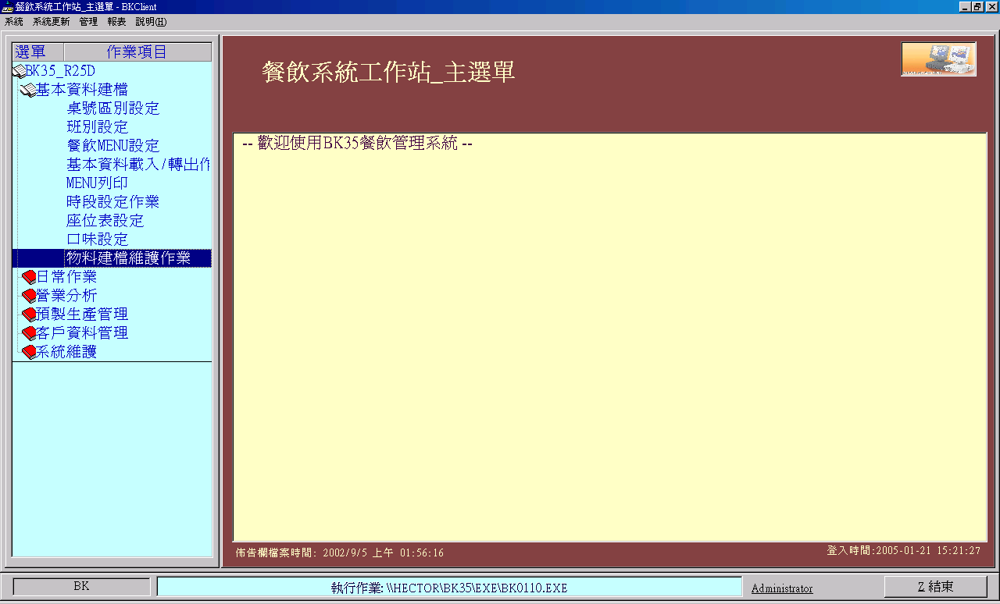 餐飲系統工作站_主選單 - BKClient
系統 系統更新 管理 報表 說明(H)
選單 作業項目
BK35_R25D
基本資料建檔
桌號區別設定
班別設定
餐飲MENU設定
基本資料載入/轉出作
MENU列印
時段設定作業
座位表設定
口味設定
物料建檔維護作業
日常作業
營業分析
預製生產管理
客戶資料管理
系統維護
餐飲系統工作站_主選單
-- 歡迎使用BK35餐飲管理系統 --
佈告欄檔案時間: 2002/9/5 上午 01:56:16
登入時間:2005-01-21 15:21:27
BK
執行作業: \\HECTOR\BK35\EXE\BK0110.EXE
Administrator
Z 結束